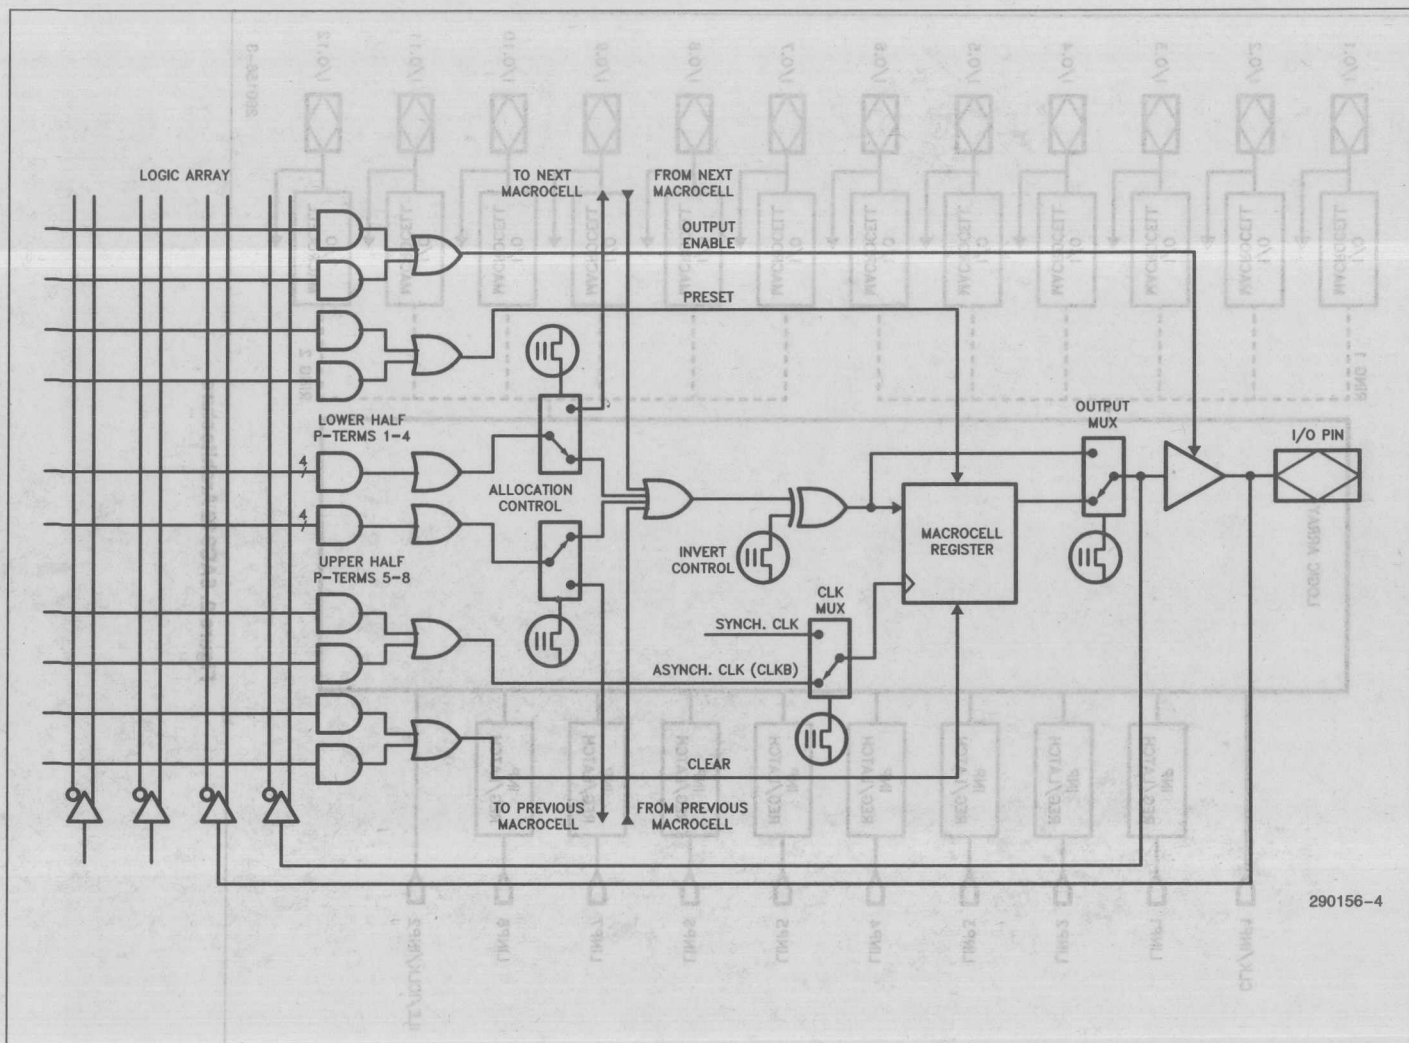 LOGIC ARRAY
TO NEXT
MACROCELL
FROM NEXT
MACROCELL
OUTPUT
ENABLE
PRESET
LOWER HALF
P-TERMS 1-4
4
ALLOCATION
CONTROL
4
UPPER HALF
P-TERMS 5-8
INVERT
CONTROL
MACROCELL
REGISTER
OUTPUT
MUX
I/O PIN
CLK
MUX
SYNCH. CLK
ASYNCH. CLK (CLKB)
CLEAR
TO PREVIOUS
MACROCELL
FROM PREVIOUS
MACROCELL
290156-4